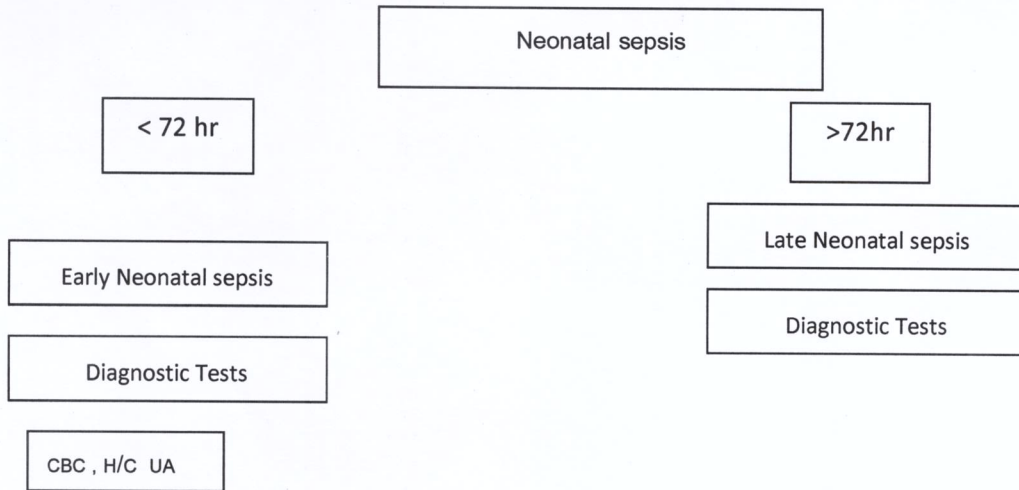 Neonatal sepsis
< 72 hr
>72hr
Late Neonatal sepsis
Early Neonatal sepsis
Diagnostic Tests
Diagnostic Tests
CBC , H/C UA